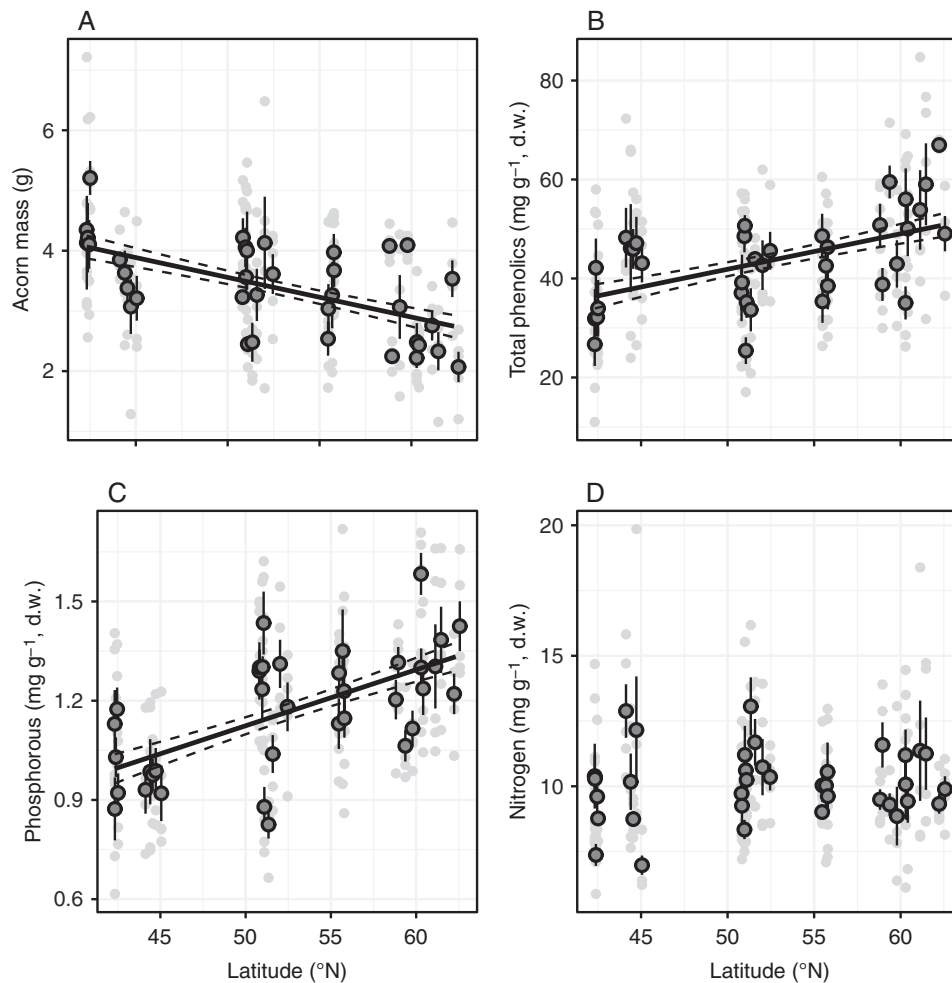 A
B
6
4
2
Acorn mass (g)
80
60
40
20
Total phenolics (mg g⁻¹, d.w.)
C
D
1.5
1.2
0.9
0.6
Phosphorous (mg g⁻¹, d.w.)
20
15
10
Nitrogen (mg g⁻¹, d.w.)
45 50 55 60
45 50 55 60
Latitude (°N)
Latitude (°N)